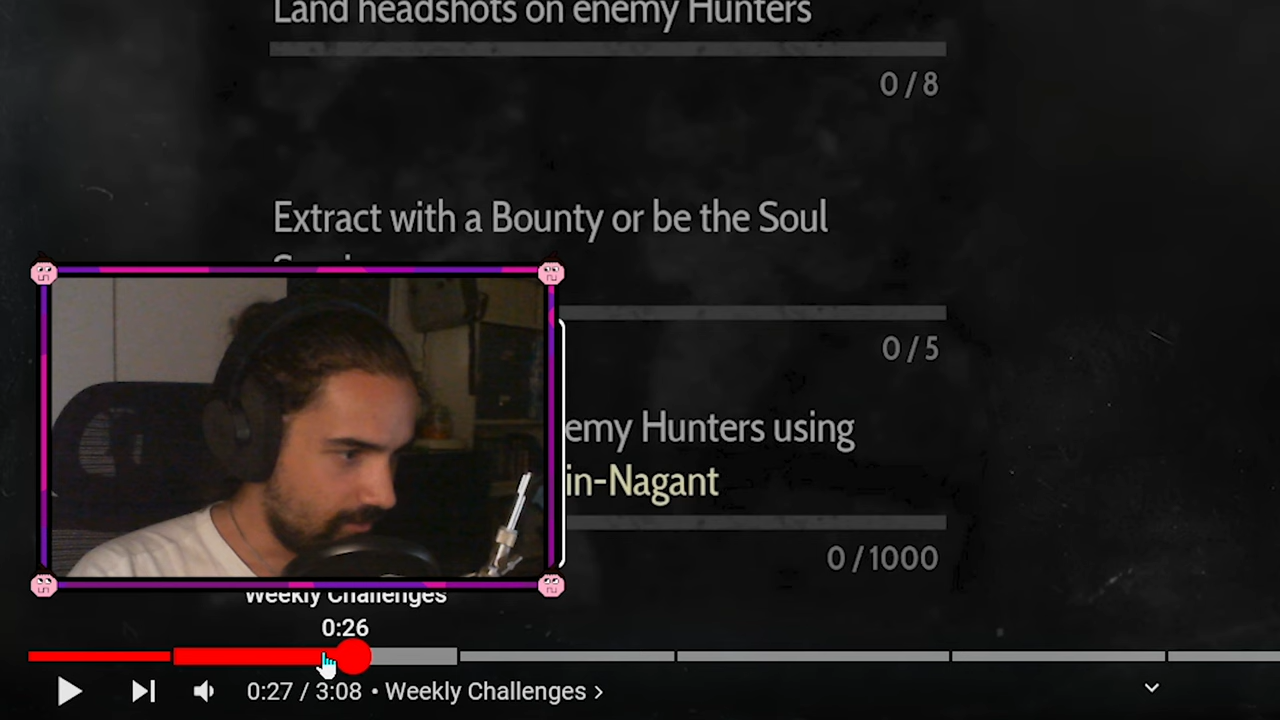 Land headshots on enemy Hunters
0 / 8
Extract with a Bounty or be the Soul
0 / 5
emy Hunters using
in-Nagant
0 / 1000
Weekly Challenges
0:26
0:27 / 3:08 • Weekly Challenges >